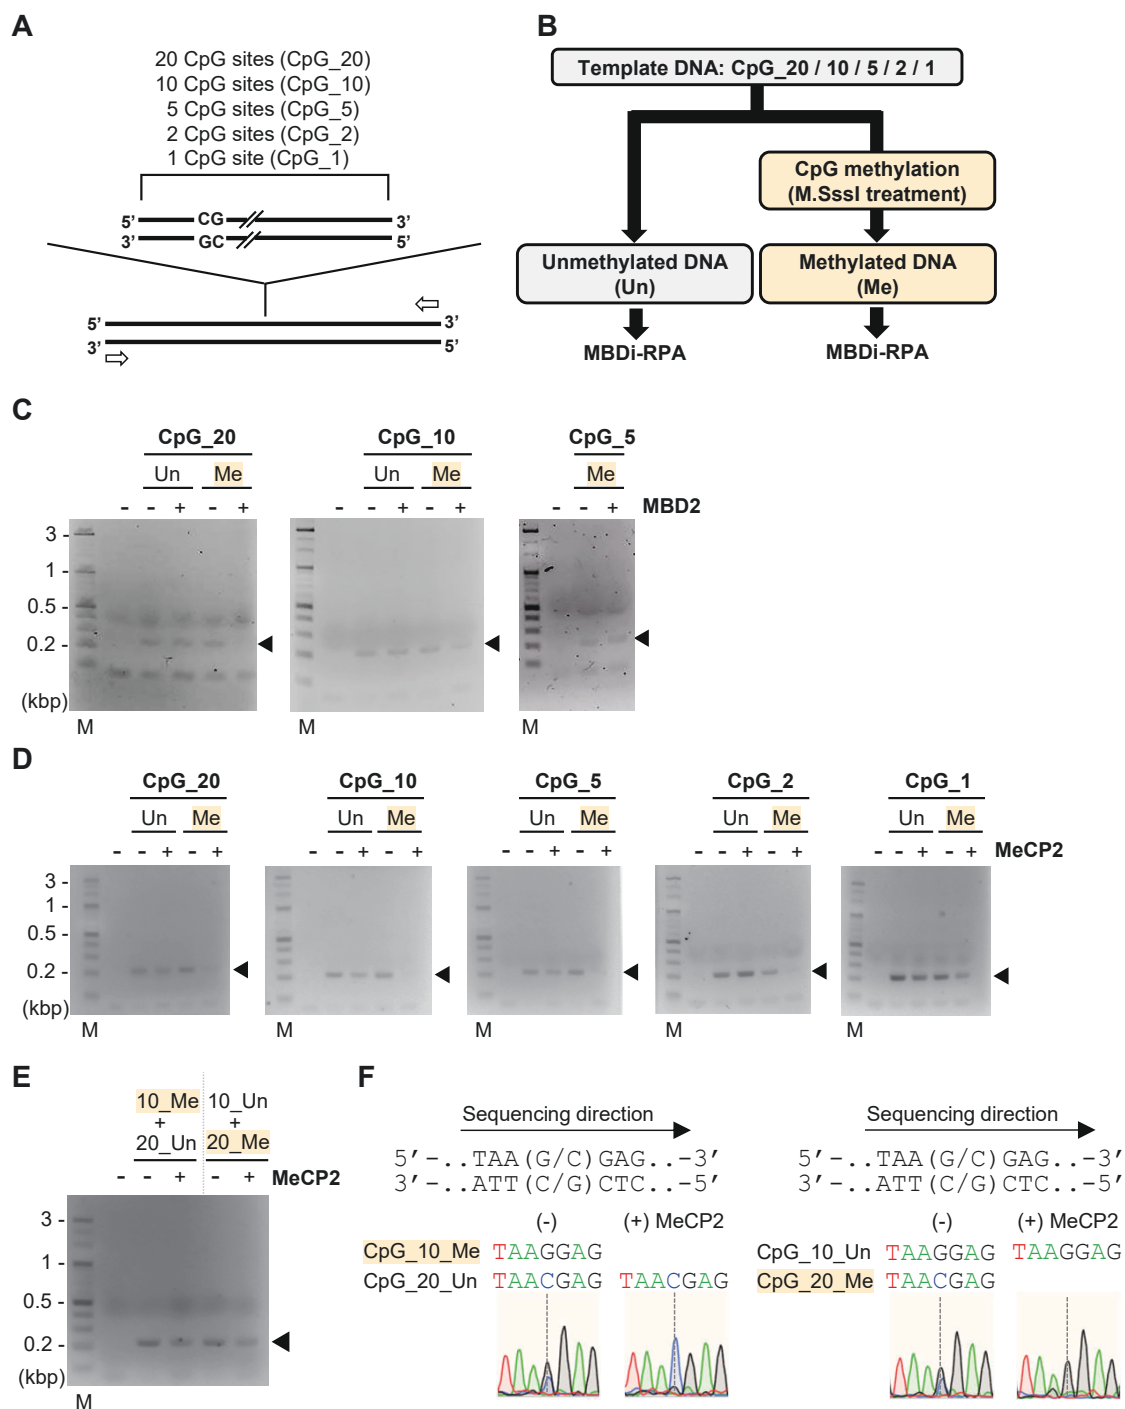 A
20 CpG sites (CpG_20)
10 CpG sites (CpG_10)
5 CpG sites (CpG_5)
2 CpG sites (CpG_2)
1 CpG site (CpG_1)
5’ CG 3’
3’ GC 5’
5’ 3’
3’ 5’
B
Template DNA: CpG_20 / 10 / 5 / 2 / 1
CpG methylation
(M.SssI treatment)
Unmethylated DNA
(Un)
Methylated DNA
(Me)
MBDi-RPA MBDi-RPA
C
CpG_20 CpG_10 CpG_5
Un Me Un Me Me
- - + - + - - + - + - - + MBD2
3 -
1 -
0.5 -
0.2 -
(kbp)
M M M
D
CpG_20 CpG_10 CpG_5 CpG_2 CpG_1
Un Me Un Me Un Me Un Me Un Me
- - + - + - - + - + - - + - + - - + - + - - + - + MeCP2
3 -
1 -
0.5 -
0.2 -
(kbp)
M M M M M
E
10_Me 10_Un
+ +
20_Un 20_Me
- - + - + MeCP2
3 -
1 -
0.5 -
0.2 -
(kbp)
M
F
Sequencing direction
5’-..TAA(G/C)GAG..-3’
3’-..ATT(C/G)CTC..-5’
(-) (+) MeCP2
CpG_10_Me TAAGGAG
CpG_20_Un TAACGAG TAACGAG
Sequencing direction
5’-..TAA(G/C)GAG..-3’
3’-..ATT(C/G)CTC..-5’
(-) (+) MeCP2
CpG_10_Un TAAGGAG TAAGGAG
CpG_20_Me TAACGAG